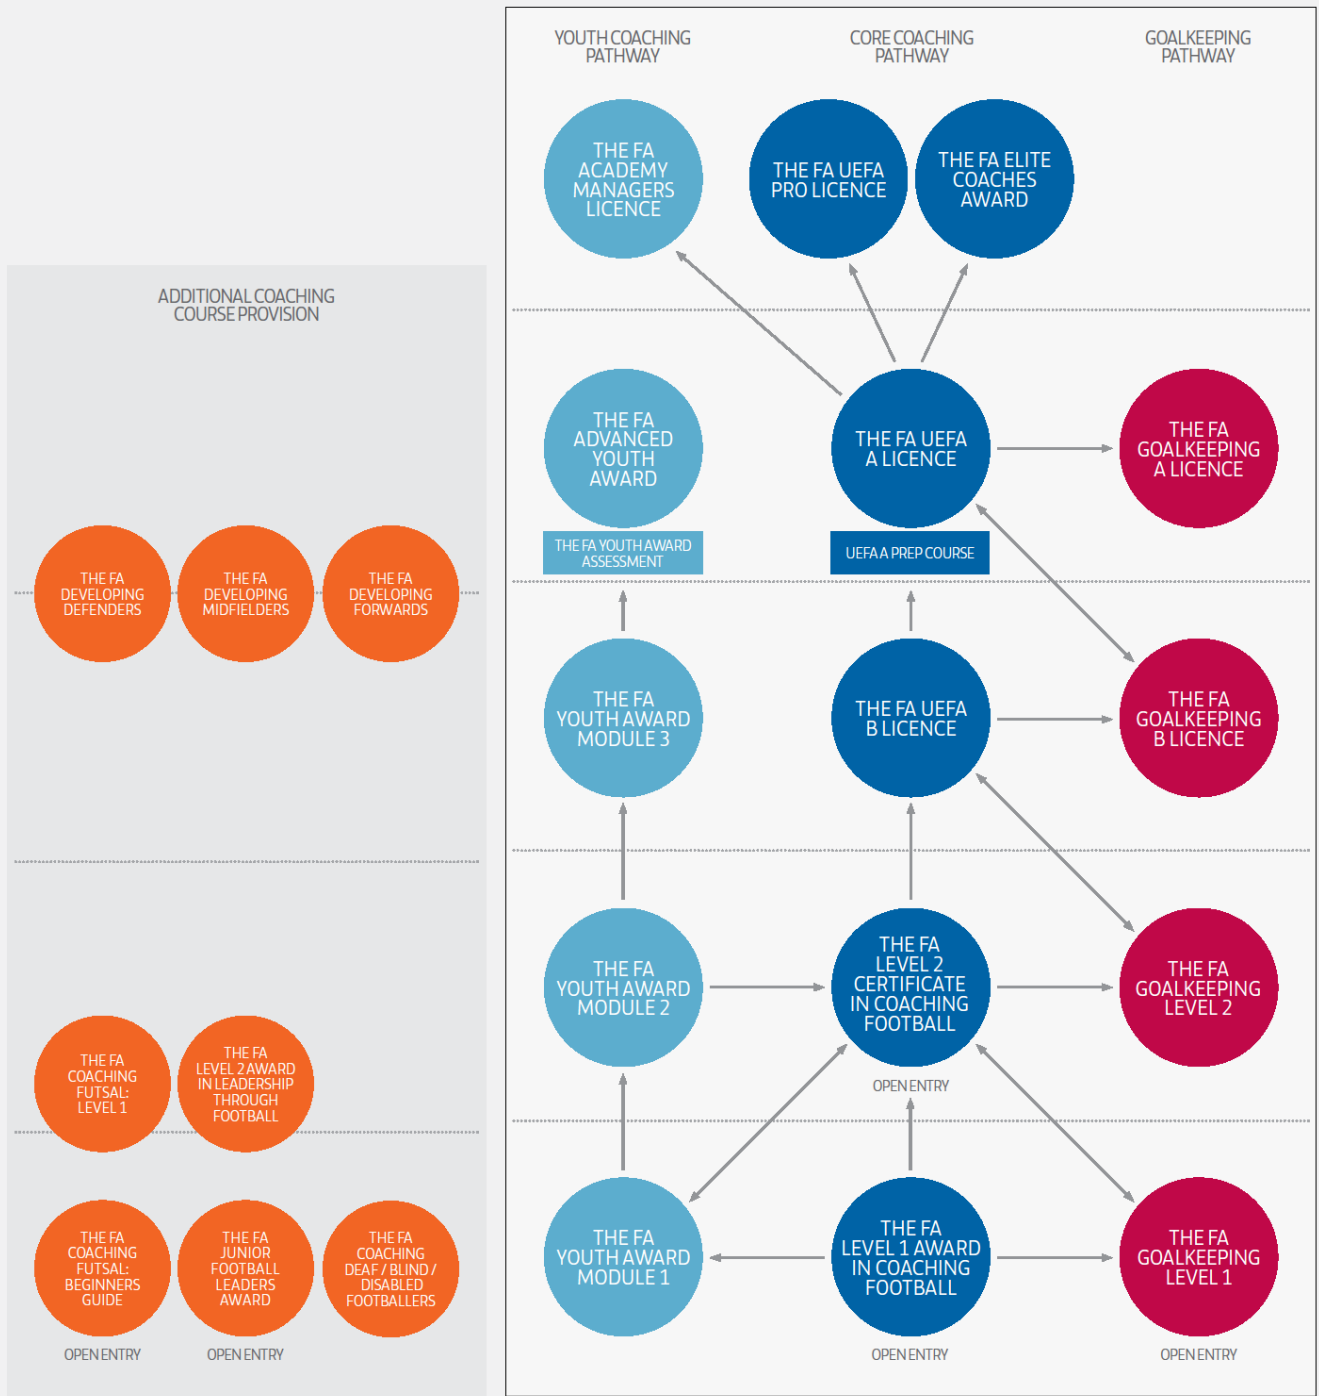 YOUTH COACHING
PATHWAY
CORE COACHING
PATHWAY
GOALKEEPING
PATHWAY
THE FA
ACADEMY
MANAGERS
LICENCE
THE FA UEFA
PRO LICENCE
THE FA ELITE
COACHES
AWARD
ADDITIONAL COACHING
COURSE PROVISION
THE FA
ADVANCED
YOUTH
AWARD
THE FA UEFA
A LICENCE
THE FA
GOALKEEPING
A LICENCE
THE FA YOUTH AWARD
ASSESSMENT
UEFA A PREP COURSE
THE FA
DEVELOPING
DEFENDERS
THE FA
DEVELOPING
MIDFIELDERS
THE FA
DEVELOPING
FORWARDS
THE FA
YOUTH AWARD
MODULE 3
THE FA UEFA
B LICENCE
THE FA
GOALKEEPING
B LICENCE
THE FA
YOUTH AWARD
MODULE 2
THE FA
LEVEL 2
CERTIFICATE
IN COACHING
FOOTBALL
THE FA
GOALKEEPING
LEVEL 2
OPEN ENTRY
THE FA
COACHING
FUTSAL:
LEVEL 1
THE FA
LEVEL 2 AWARD
IN LEADERSHIP
THROUGH
FOOTBALL
THE FA
COACHING
FUTSAL:
BEGINNERS
GUIDE
THE FA
JUNIOR
FOOTBALL
LEADERS
AWARD
THE FA
COACHING
DEAF / BLIND /
DISABLED
FOOTBALLERS
THE FA
YOUTH AWARD
MODULE 1
THE FA
LEVEL 1 AWARD
IN COACHING
FOOTBALL
THE FA
GOALKEEPING
LEVEL 1
OPEN ENTRY
OPEN ENTRY
OPEN ENTRY
OPEN ENTRY